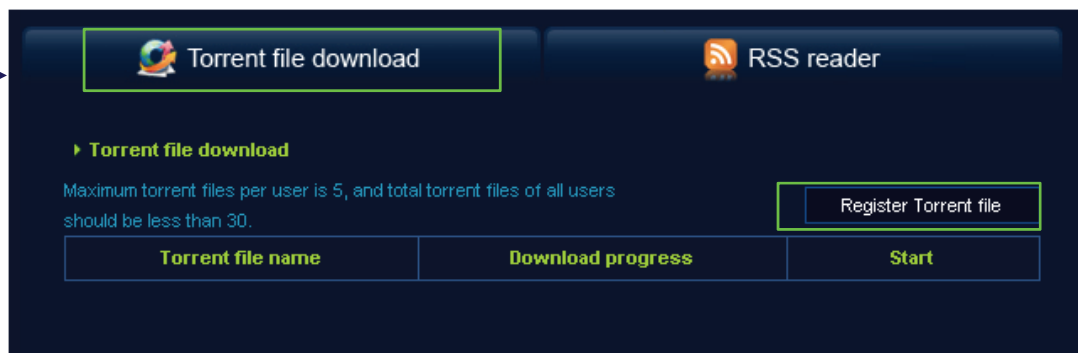 Torrent file download
RSS reader
Torrent file download
Maximum torrent files per user is 5, and total torrent files of all users
should be less than 30.
Register Torrent file
Torrent file name
Download progress
Start